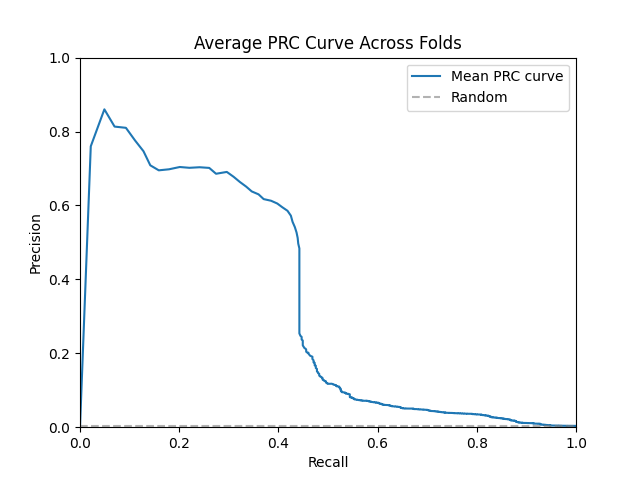 Average PRC Curve Across Folds
1.0
0.8
0.6
0.4
0.2
0.0
Precision
Mean PRC curve
Random
0.0 0.2 0.4 0.6 0.8 1.0
Recall